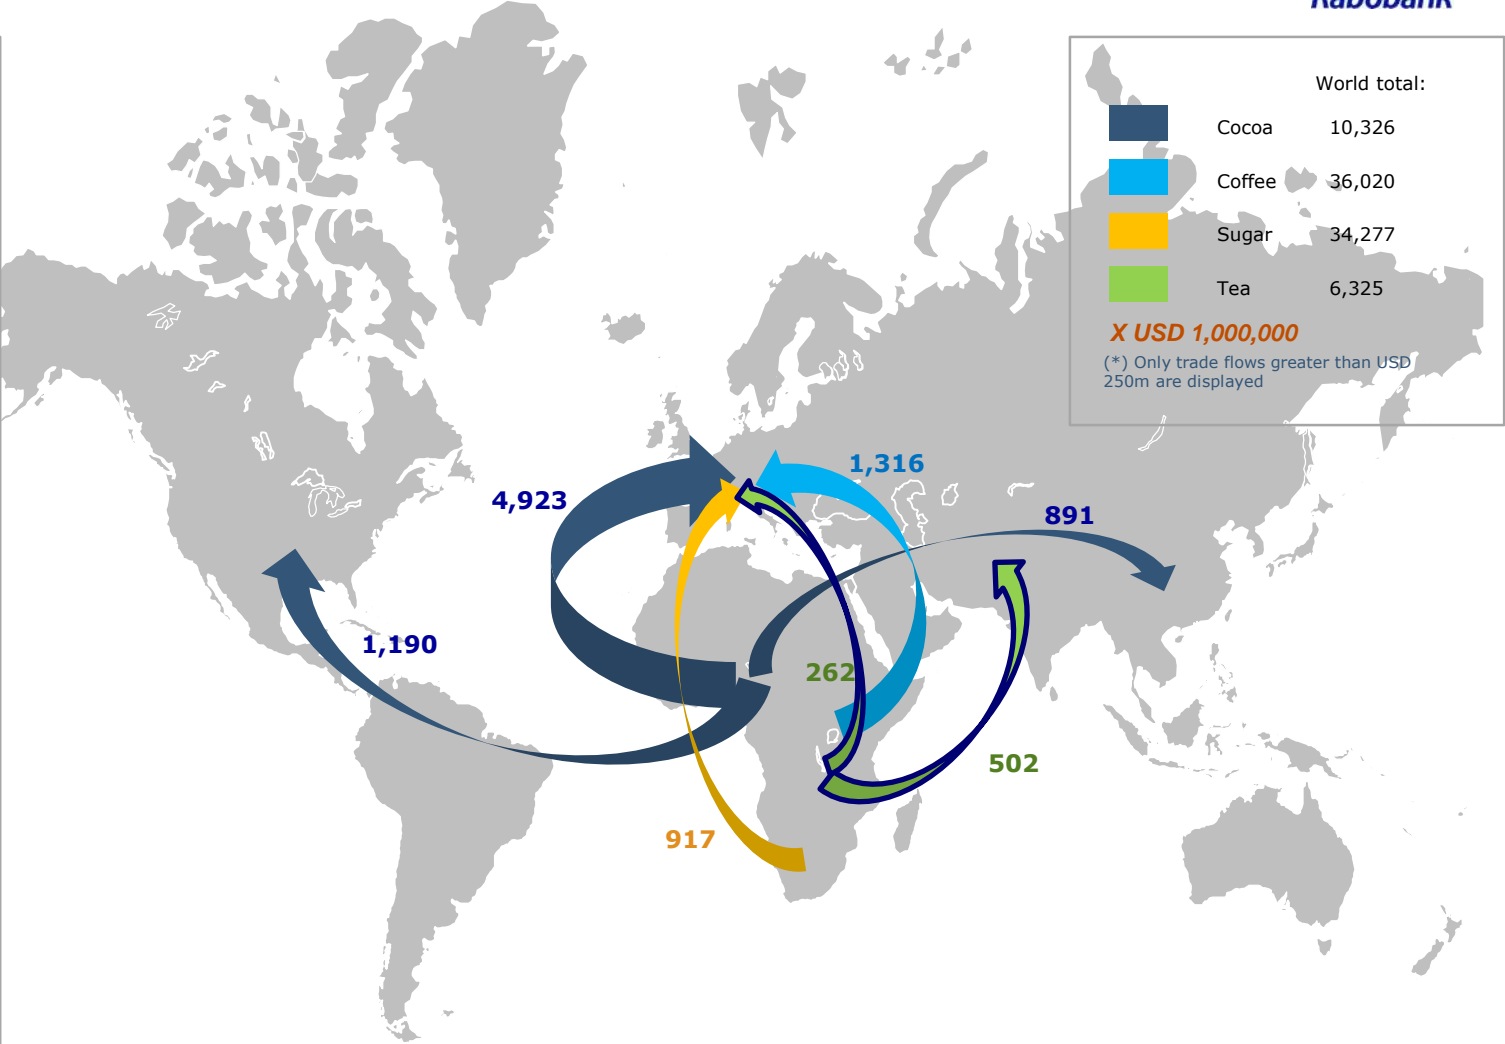 Rabobank
World total:
Cocoa 10,326
Coffee 36,020
Sugar 34,277
Tea 6,325
X USD 1,000,000
(*) Only trade flows greater than USD
250m are displayed
1,316
4,923
891
1,190
262
502
917